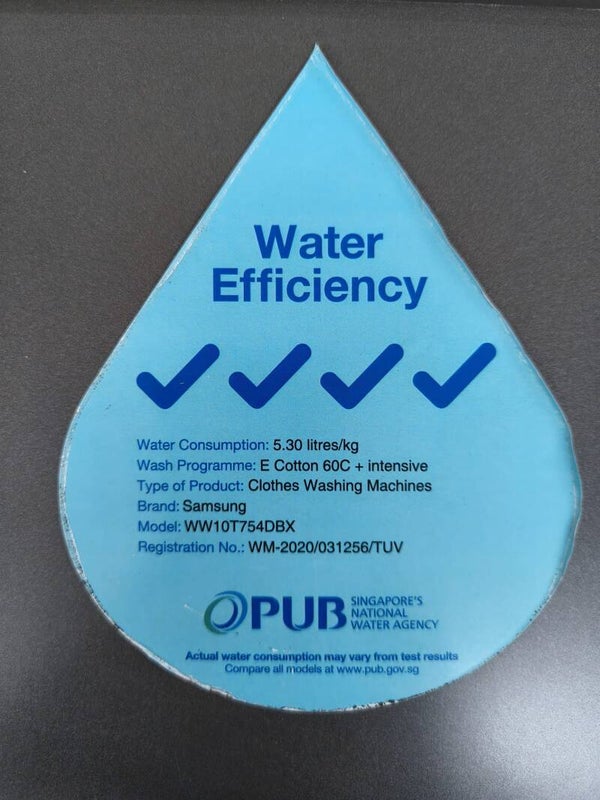 Water
Efficiency
Water Consumption: 5.30 litres/kg
Wash Programme: E Cotton 60C + intensive
Type of Product: Clothes Washing Machines
Brand: Samsung
Model: WW10T754DBX
Registration No.: WM-2020/031256/TUV
PUB SINGAPORE'S
NATIONAL
WATER AGENCY
Actual water consumption may vary from test results
Compare all models at www.pub.gov.sg